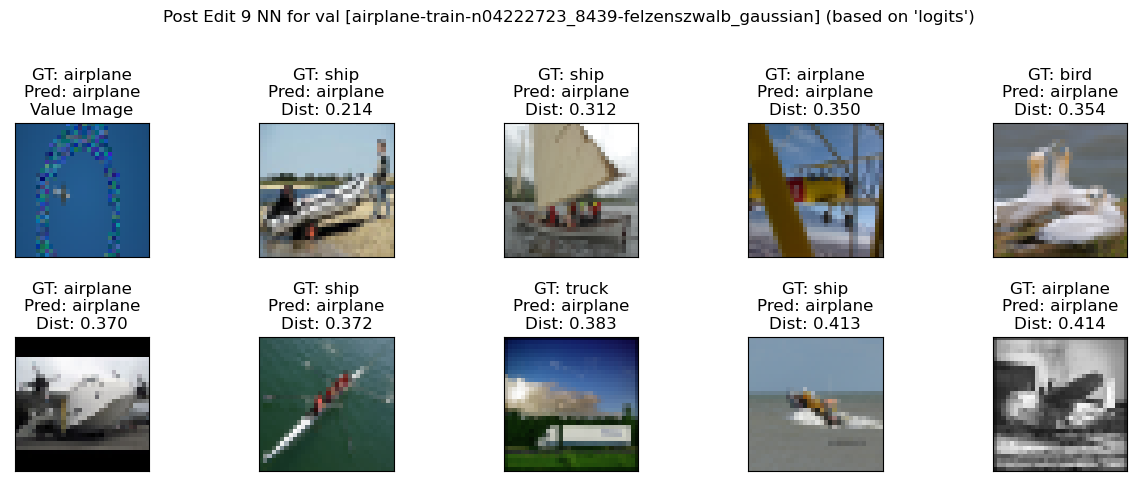 Post Edit 9 NN for val [airplane-train-n04222723_8439-felzenszwalb_gaussian] (based on 'logits')
GT: airplane
Pred: airplane
Value Image
GT: ship
Pred: airplane
Dist: 0.214
GT: ship
Pred: airplane
Dist: 0.312
GT: airplane
Pred: airplane
Dist: 0.350
GT: bird
Pred: airplane
Dist: 0.354
GT: airplane
Pred: airplane
Dist: 0.370
GT: ship
Pred: airplane
Dist: 0.372
GT: truck
Pred: airplane
Dist: 0.383
GT: ship
Pred: airplane
Dist: 0.413
GT: airplane
Pred: airplane
Dist: 0.414